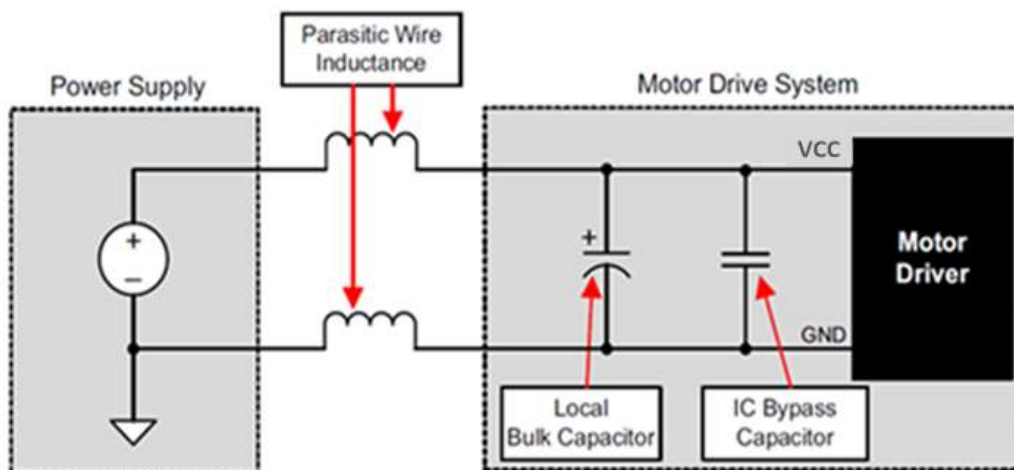 Parasitic Wire
Inductance
Power Supply
Motor Drive System
VCC
+
−
+
Motor
Driver
GND
Local
Bulk Capacitor
IC Bypass
Capacitor